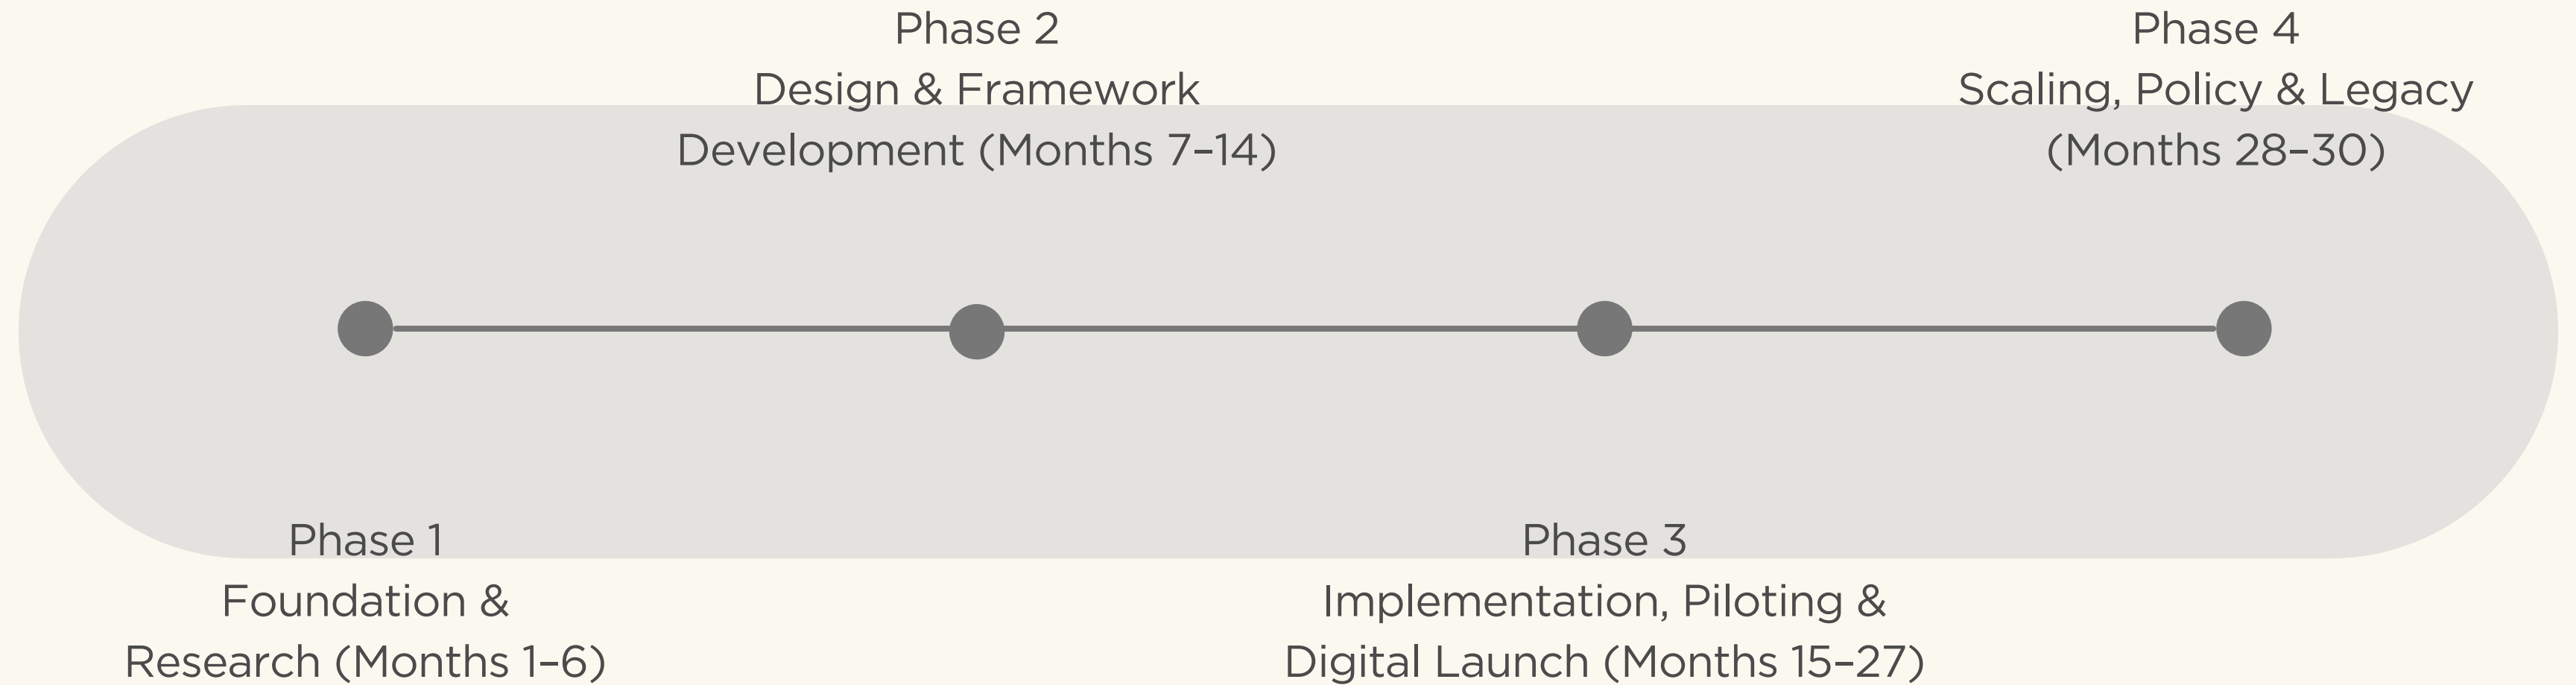 Phase 1
Foundation &
Research (Months 1–6)
Phase 2
Design & Framework
Development (Months 7–14)
Phase 3
Implementation, Piloting &
Digital Launch (Months 15–27)
Phase 4
Scaling, Policy & Legacy
(Months 28–30)